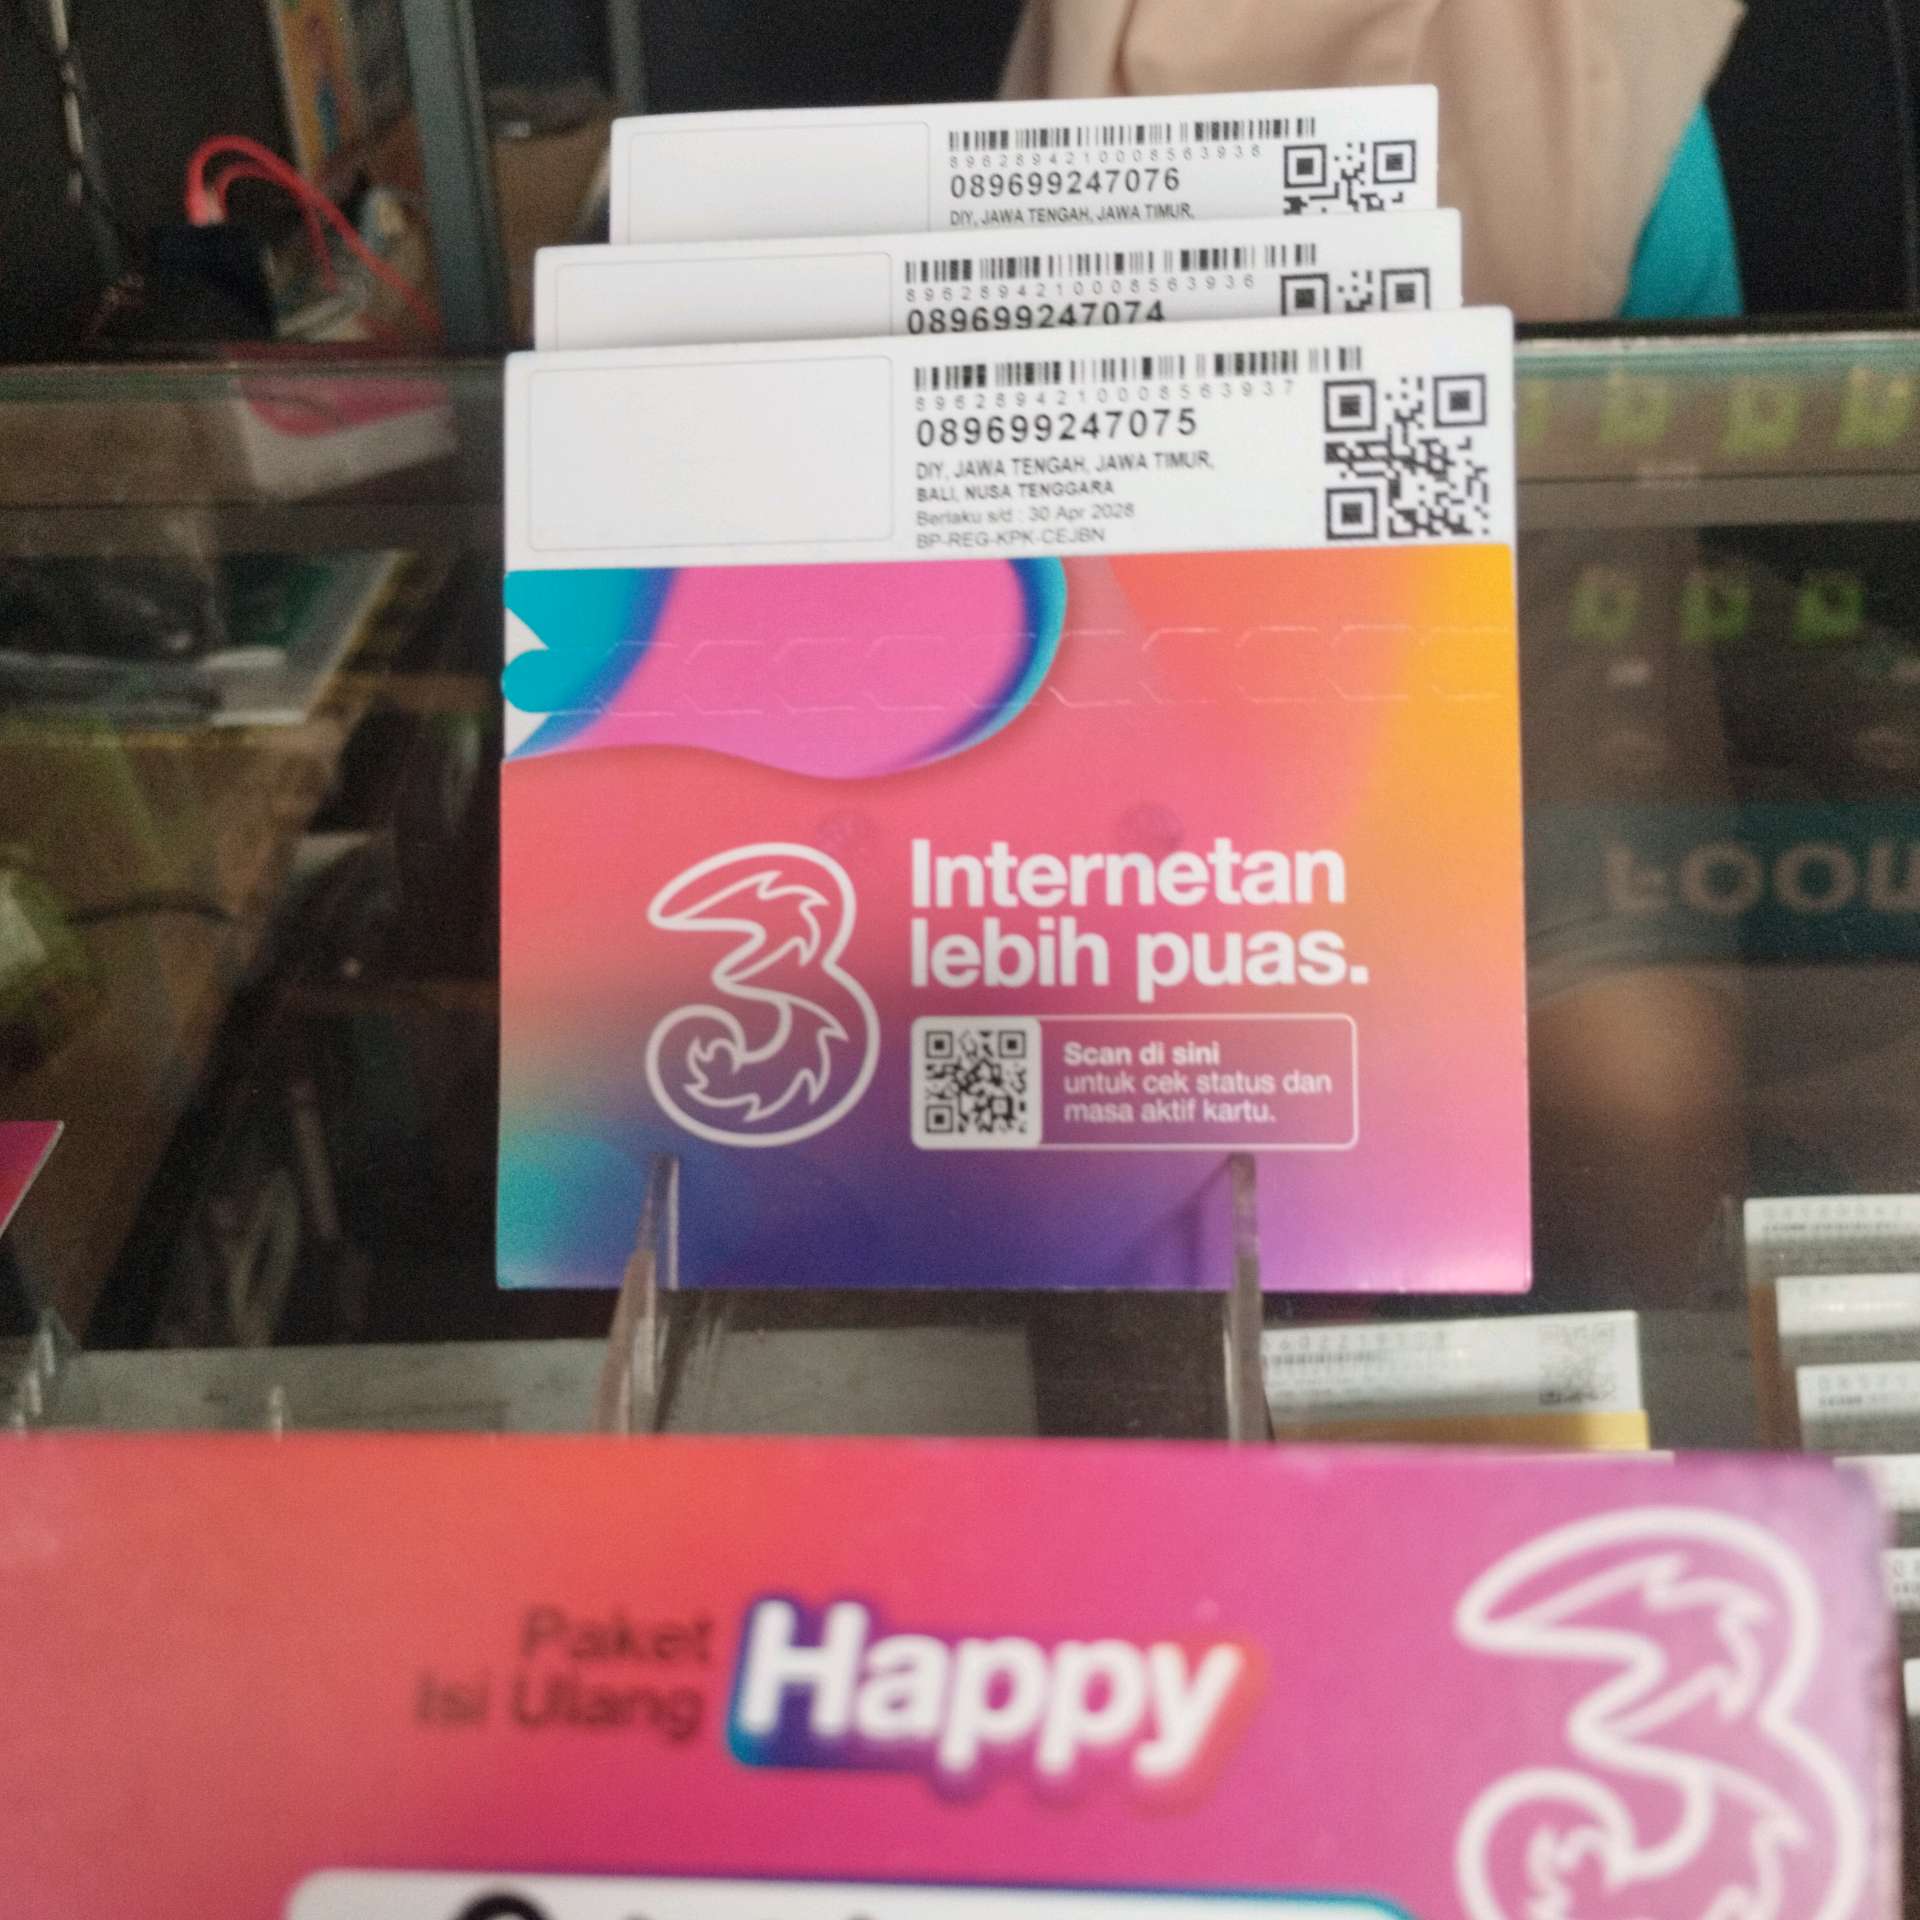 8962894210008563938
089699247076
DIY, JAWA TENGAH, JAWA TIMUR,
8962894210008563936
089699247074
8962894210008563937
089699247075
DIY, JAWA TENGAH, JAWA TIMUR,
BALI, NUSA TENGGARA
Berlaku s/d : 30 Apr 2028
BP-REG-KPK-CEJBN
3
Internetan
lebih puas.
Scan di sini
untuk cek status dan
masa aktif kartu.
Paket
Isi Ulang
Happy
3